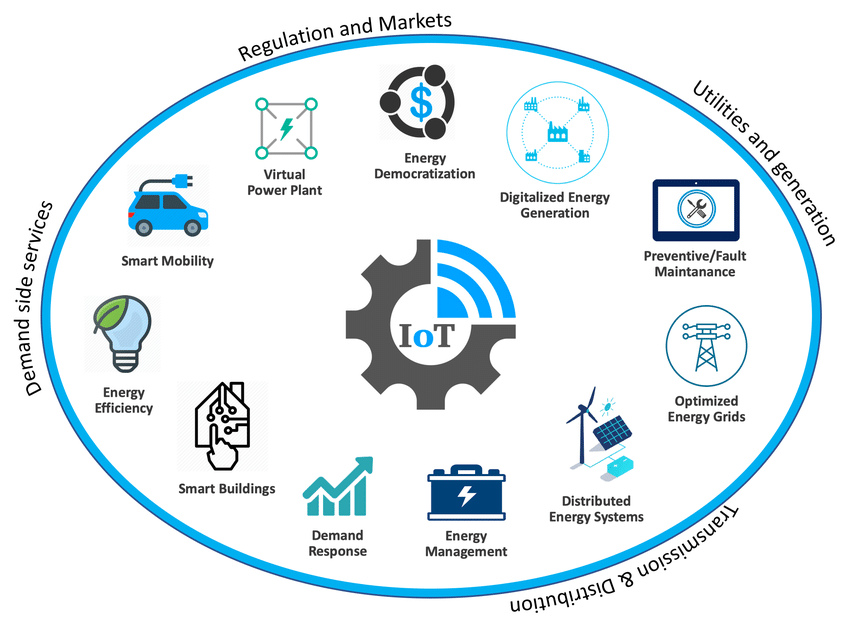 Regulation and Markets
Utilities and generation
Demand side services
Transmission & Distribution
Virtual
Power Plant
$
Energy
Democratization
Digitalized Energy
Generation
Smart Mobility
Preventive/Fault
Maintanance
IoT
Energy
Efficiency
Optimized
Energy Grids
Smart Buildings
Distributed
Energy Systems
Demand
Response
Energy
Management